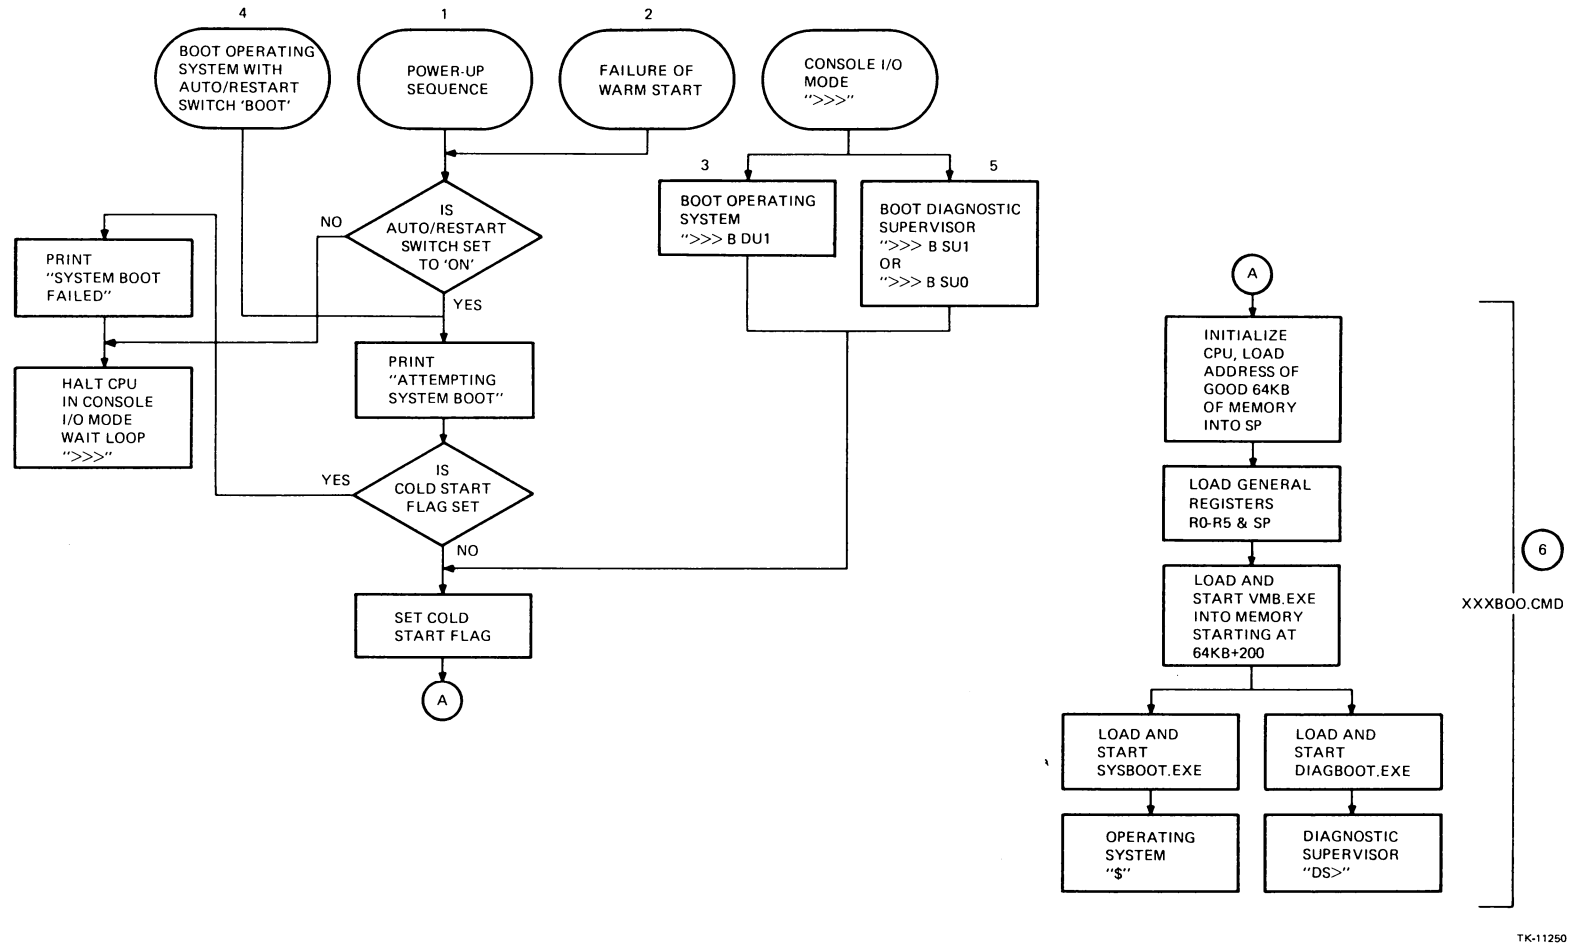 4
BOOT OPERATING
SYSTEM WITH
AUTO/RESTART
SWITCH 'BOOT'
1
POWER-UP
SEQUENCE
2
FAILURE OF
WARM START
CONSOLE I/O
MODE
">>>"
3
BOOT OPERATING
SYSTEM
">>> B DU1
5
BOOT DIAGNOSTIC
SUPERVISOR
">>> B SU1
OR
">>> B SU0
IS
AUTO/RESTART
SWITCH SET
TO 'ON'
NO
YES
PRINT
"SYSTEM BOOT
FAILED"
HALT CPU
IN CONSOLE
I/O MODE
WAIT LOOP
">>>"
PRINT
"ATTEMPTING
SYSTEM BOOT"
IS
COLD START
FLAG SET
YES
NO
SET COLD
START FLAG
A
A
INITIALIZE
CPU, LOAD
ADDRESS OF
GOOD 64KB
OF MEMORY
INTO SP
LOAD GENERAL
REGISTERS
R0-R5 & SP
LOAD AND
START VMB.EXE
INTO MEMORY
STARTING AT
64KB+200
LOAD AND
START
SYSBOOT.EXE
LOAD AND
START
DIAGBOOT.EXE
OPERATING
SYSTEM
"$"
DIAGNOSTIC
SUPERVISOR
"DS>"
6
XXXBOO.CMD
TK-11250